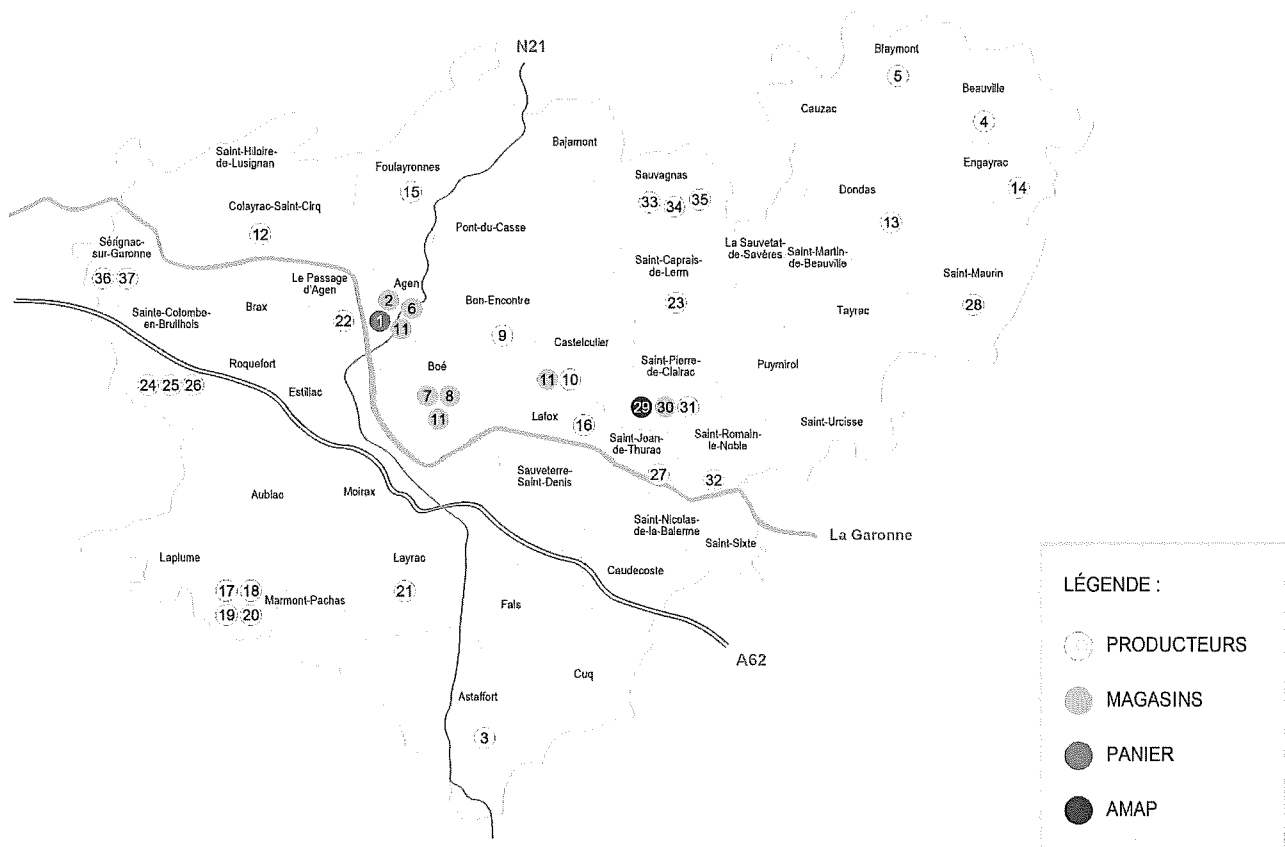 N21
Blaymont
5
Beauville
4
Cauzac
Bajamont
Saint-Hilaire-
de-Lusignan
Foulayronnes
15
Engayrac
14
Sauvagnas
33 34 35
Dondas
13
Colayrac-Saint-Cirq
12
Pont-du-Casse
Sérignac-
sur-Garonne
36 37
La Sauvetat-
de-Savères
Saint-Martin-
de-Beauville
Saint-Caprais-
de-Lerm
23
Saint-Maurin
28
Le Passage
d'Agen
22
Agen
2 6
1 11
Bon-Encontre
9
Brax
Sainte-Colombe-
en-Bruilhois
Tayrac
Castelculier
11 10
Saint-Pierre-
de-Clairac
29 30 31
Puymirol
Roquefort
24 25 26
Estillac
Boé
7 8
11
Lafox
16
Saint-Jean-
de-Thurac
27
Saint-Romain-
le-Noble
32
Saint-Urcisse
Sauveterre-
Saint-Denis
Aubiac
Moirax
Saint-Nicolas-
de-la-Balerme
Saint-Sixte
La Garonne
Laplume
17 18
19 20
Marmont-Pachas
Layrac
21
Caudecoste
Fals
A62
Cuq
Astaffort
3
LÉGENDE :
PRODUCTEURS
MAGASINS
PANIER
AMAP